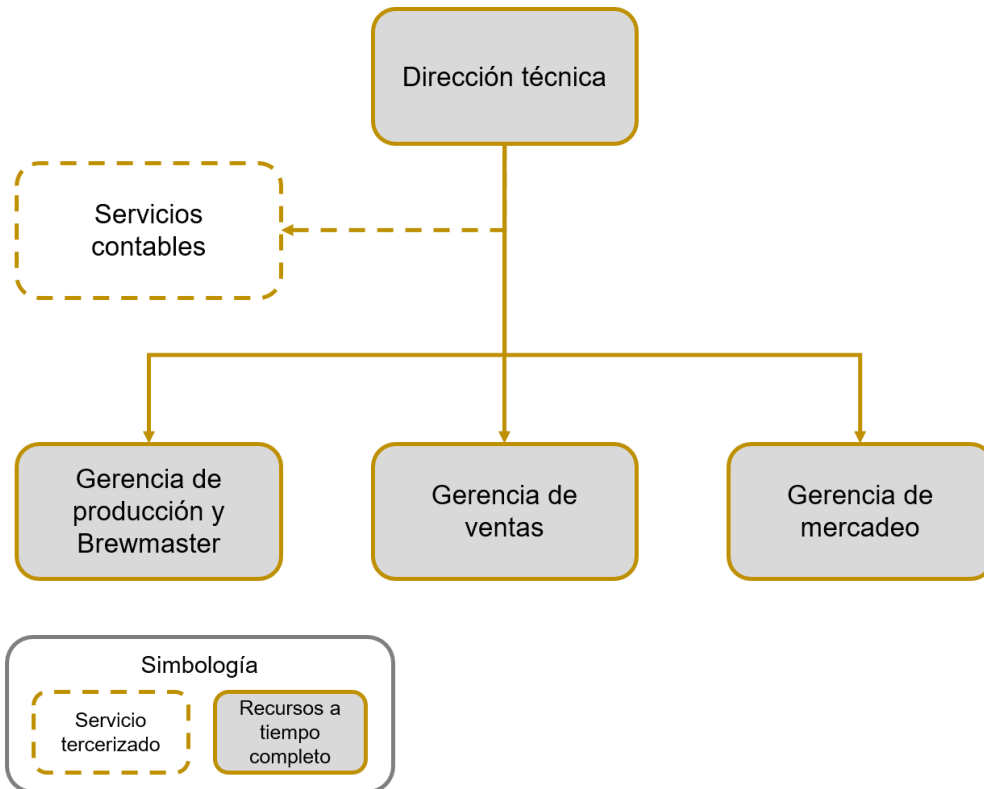 Dirección técnica
Servicios
contables
Gerencia de
producción y
Brewmaster
Gerencia de
ventas
Gerencia de
mercadeo
Simbología
Servicio
tercerizado
Recursos a
tiempo
completo